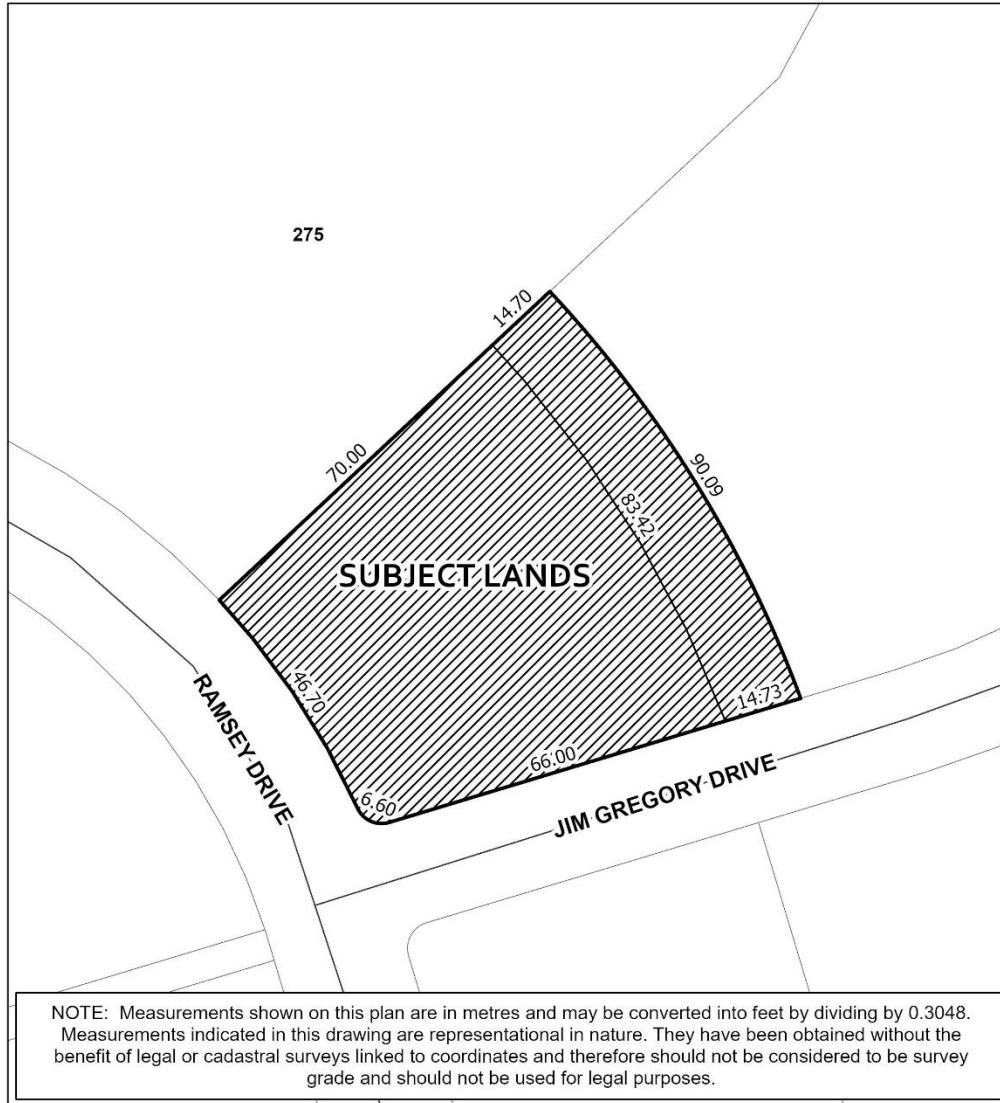 275
14.70
70.00
90.09
83.42
SUBJECT LANDS
46.70
RAMSEY DRIVE
14.73
66.00
6.60
JIM GREGORY DRIVE
NOTE: Measurements shown on this plan are in metres and may be converted into feet by dividing by 0.3048.
Measurements indicated in this drawing are representational in nature. They have been obtained without the
benefit of legal or cadastral surveys linked to coordinates and therefore should not be considered to be survey
grade and should not be used for legal purposes.